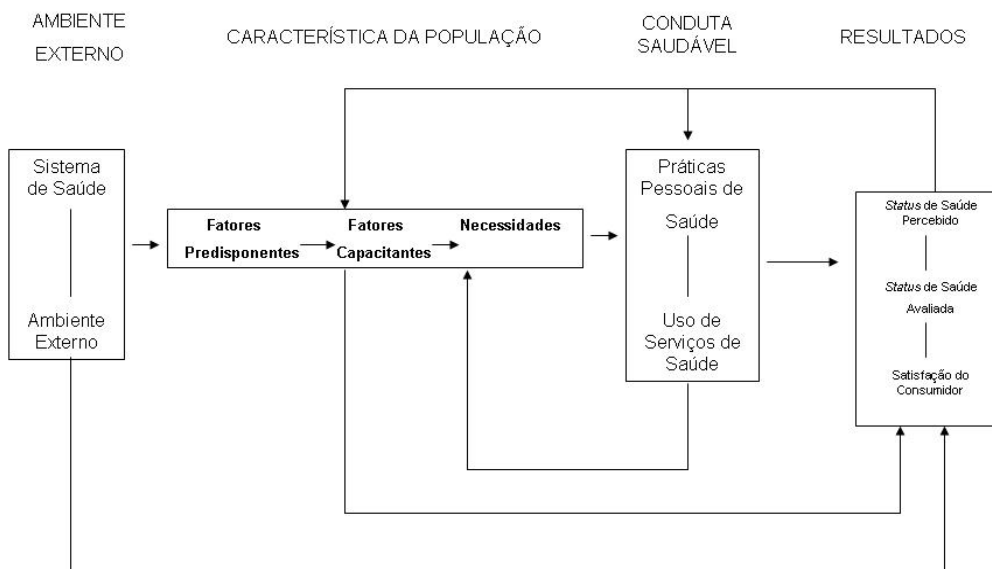 AMBIENTE
EXTERNO
CARACTERÍSTICA DA POPULAÇÃO
CONDUTA
SAUDÁVEL
RESULTADOS
Sistema
de Saúde
Ambiente
Externo
Fatores
Predisponentes
Fatores
Capacitantes
Necessidades
Práticas
Pessoais de
Saúde
Uso de
Serviços de
Saúde
Status de Saúde
Percebido
Status de Saúde
Avaliada
Satisfação do
Consumidor